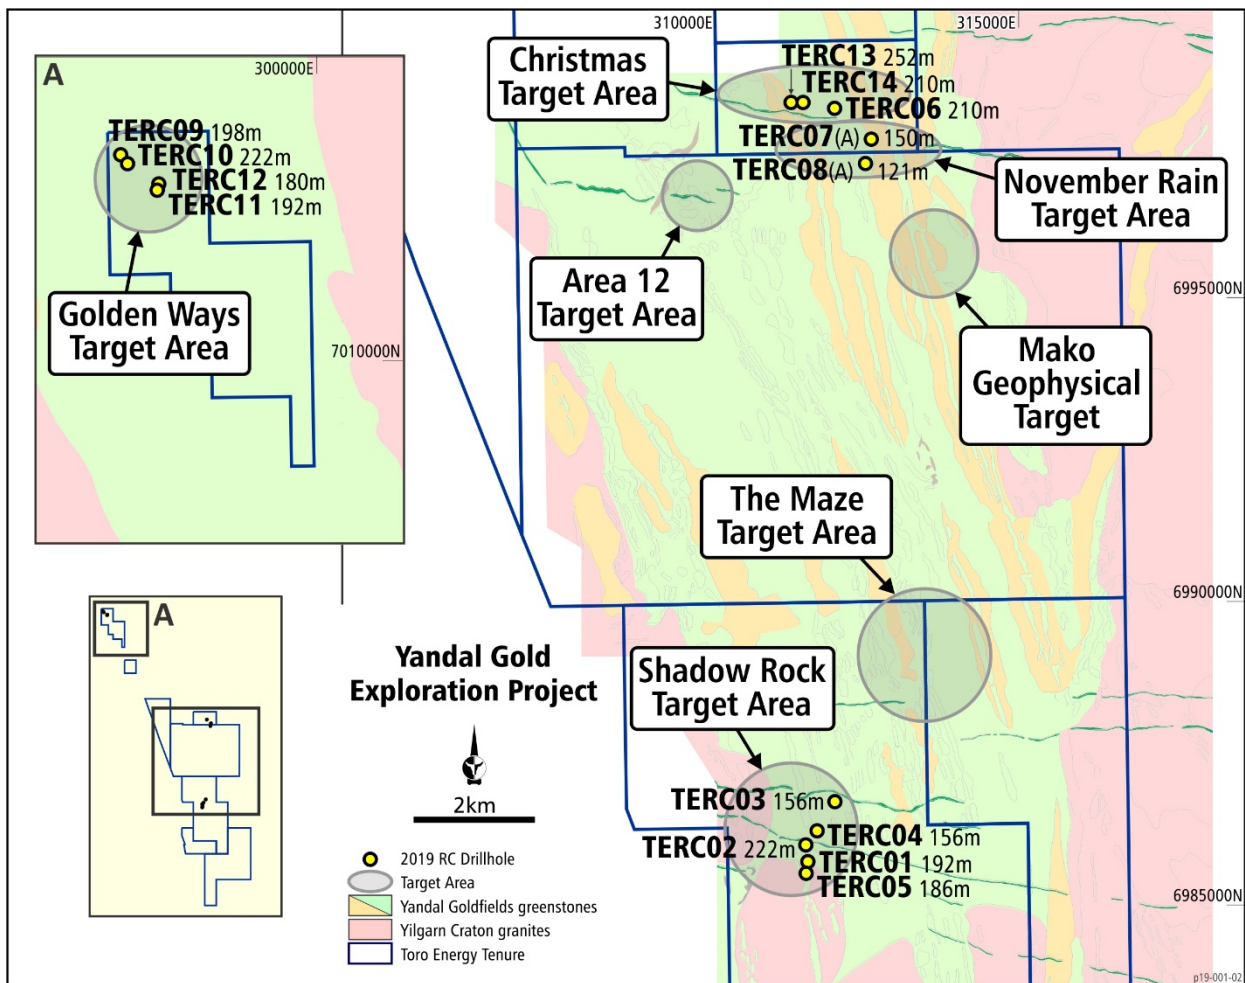 310000E
315000E
A
300000E
TERC09 198m
TERC10 222m
TERC12 180m
TERC11 192m
Golden Ways
Target Area
7010000N
Christmas
Target Area
TERC13 252m
TERC14 210m
TERC06 210m
TERC07(A) 150m
TERC08(A) 121m
November Rain
Target Area
Area 12
Target Area
6995000N
Mako
Geophysical
Target
The Maze
Target Area
6990000N
A
Yandal Gold
Exploration Project
2km
Shadow Rock
Target Area
TERC03 156m
TERC04 156m
TERC02 222m
TERC01 192m
TERC05 186m
6985000N
2019 RC Drillhole
Target Area
Yandal Goldfields greenstones
Yilgarn Craton granites
Toro Energy Tenure
p19-001-02